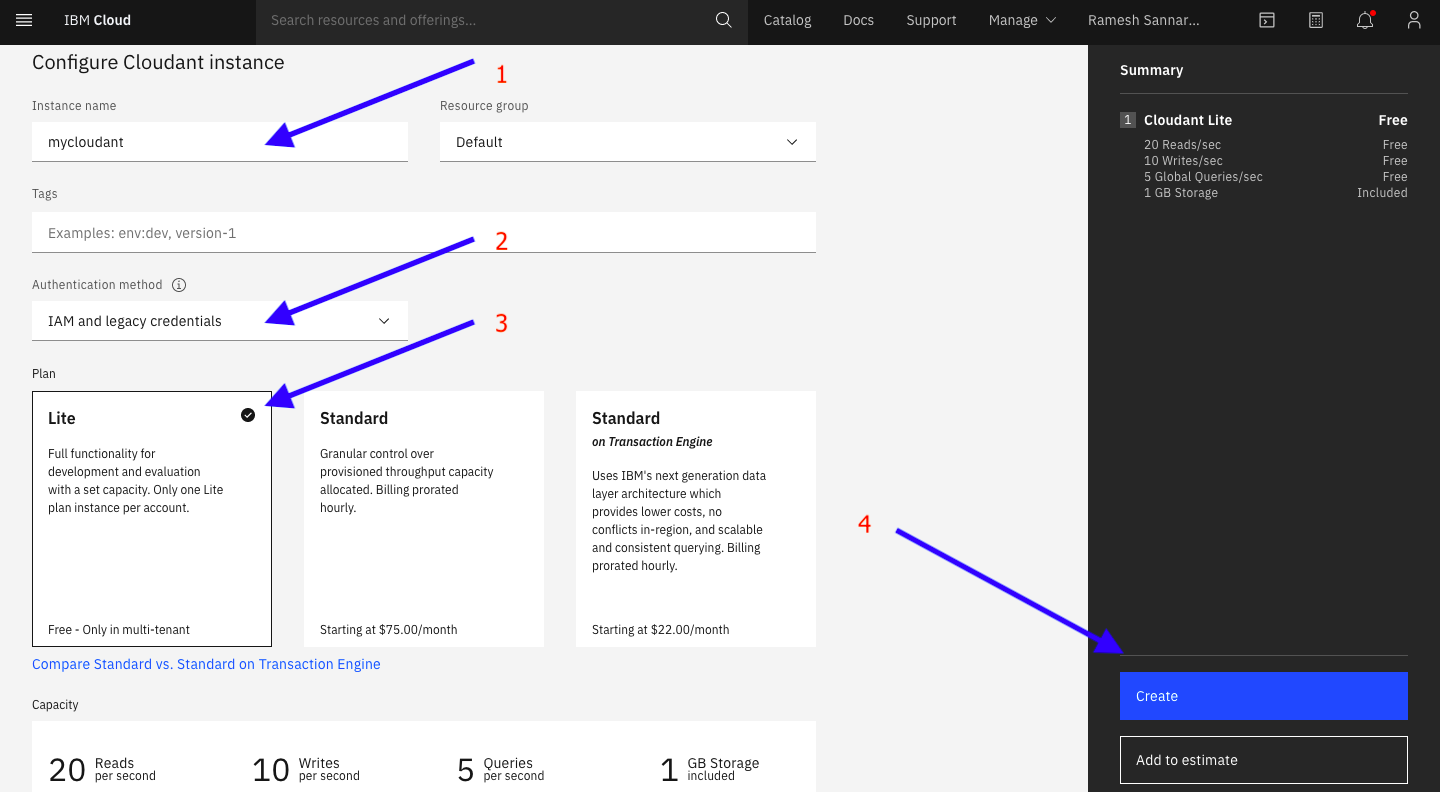 IBM Cloud
Search resources and offerings...
Catalog
Docs
Support
Manage
Ramesh Sannar...
Configure Cloudant instance
1
Instance name
Resource group
mycloudant
Default
Tags
Examples: env:dev, version-1
2
Authentication method
IAM and legacy credentials
3
Plan
Lite
Full functionality for
development and evaluation
with a set capacity. Only one Lite
plan instance per account.
Free - Only in multi-tenant
Standard
Granular control over
provisioned throughput capacity
allocated. Billing prorated
hourly.
Starting at $75.00/month
Standard
on Transaction Engine
Uses IBM's next generation data
layer architecture which
provides lower costs, no
conflicts in-region, and scalable
and consistent querying. Billing
prorated hourly.
Starting at $22.00/month
Compare Standard vs. Standard on Transaction Engine
Capacity
20 Reads
per second
10 Writes
per second
5 Queries
per second
1 GB Storage
included
Summary
1 Cloudant Lite Free
20 Reads/sec Free
10 Writes/sec Free
5 Global Queries/sec Free
1 GB Storage Included
4
Create
Add to estimate